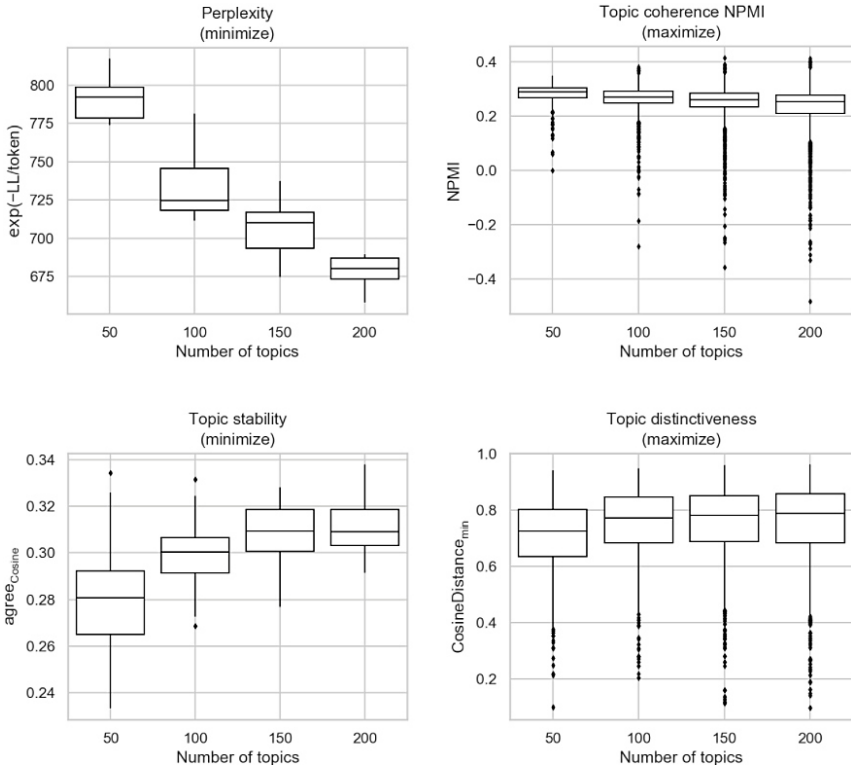 Perplexity
(minimize)
exp(−LL/token)
800
775
750
725
700
675
50 100 150 200
Number of topics
Topic coherence NPMI
(maximize)
NPMI
0.4
0.2
0.0
−0.2
−0.4
50 100 150 200
Number of topics
Topic stability
(minimize)
agreeCosine
0.34
0.32
0.30
0.28
0.26
0.24
50 100 150 200
Number of topics
Topic distinctiveness
(maximize)
CosineDistancemin
1.0
0.8
0.6
0.4
0.2
50 100 150 200
Number of topics